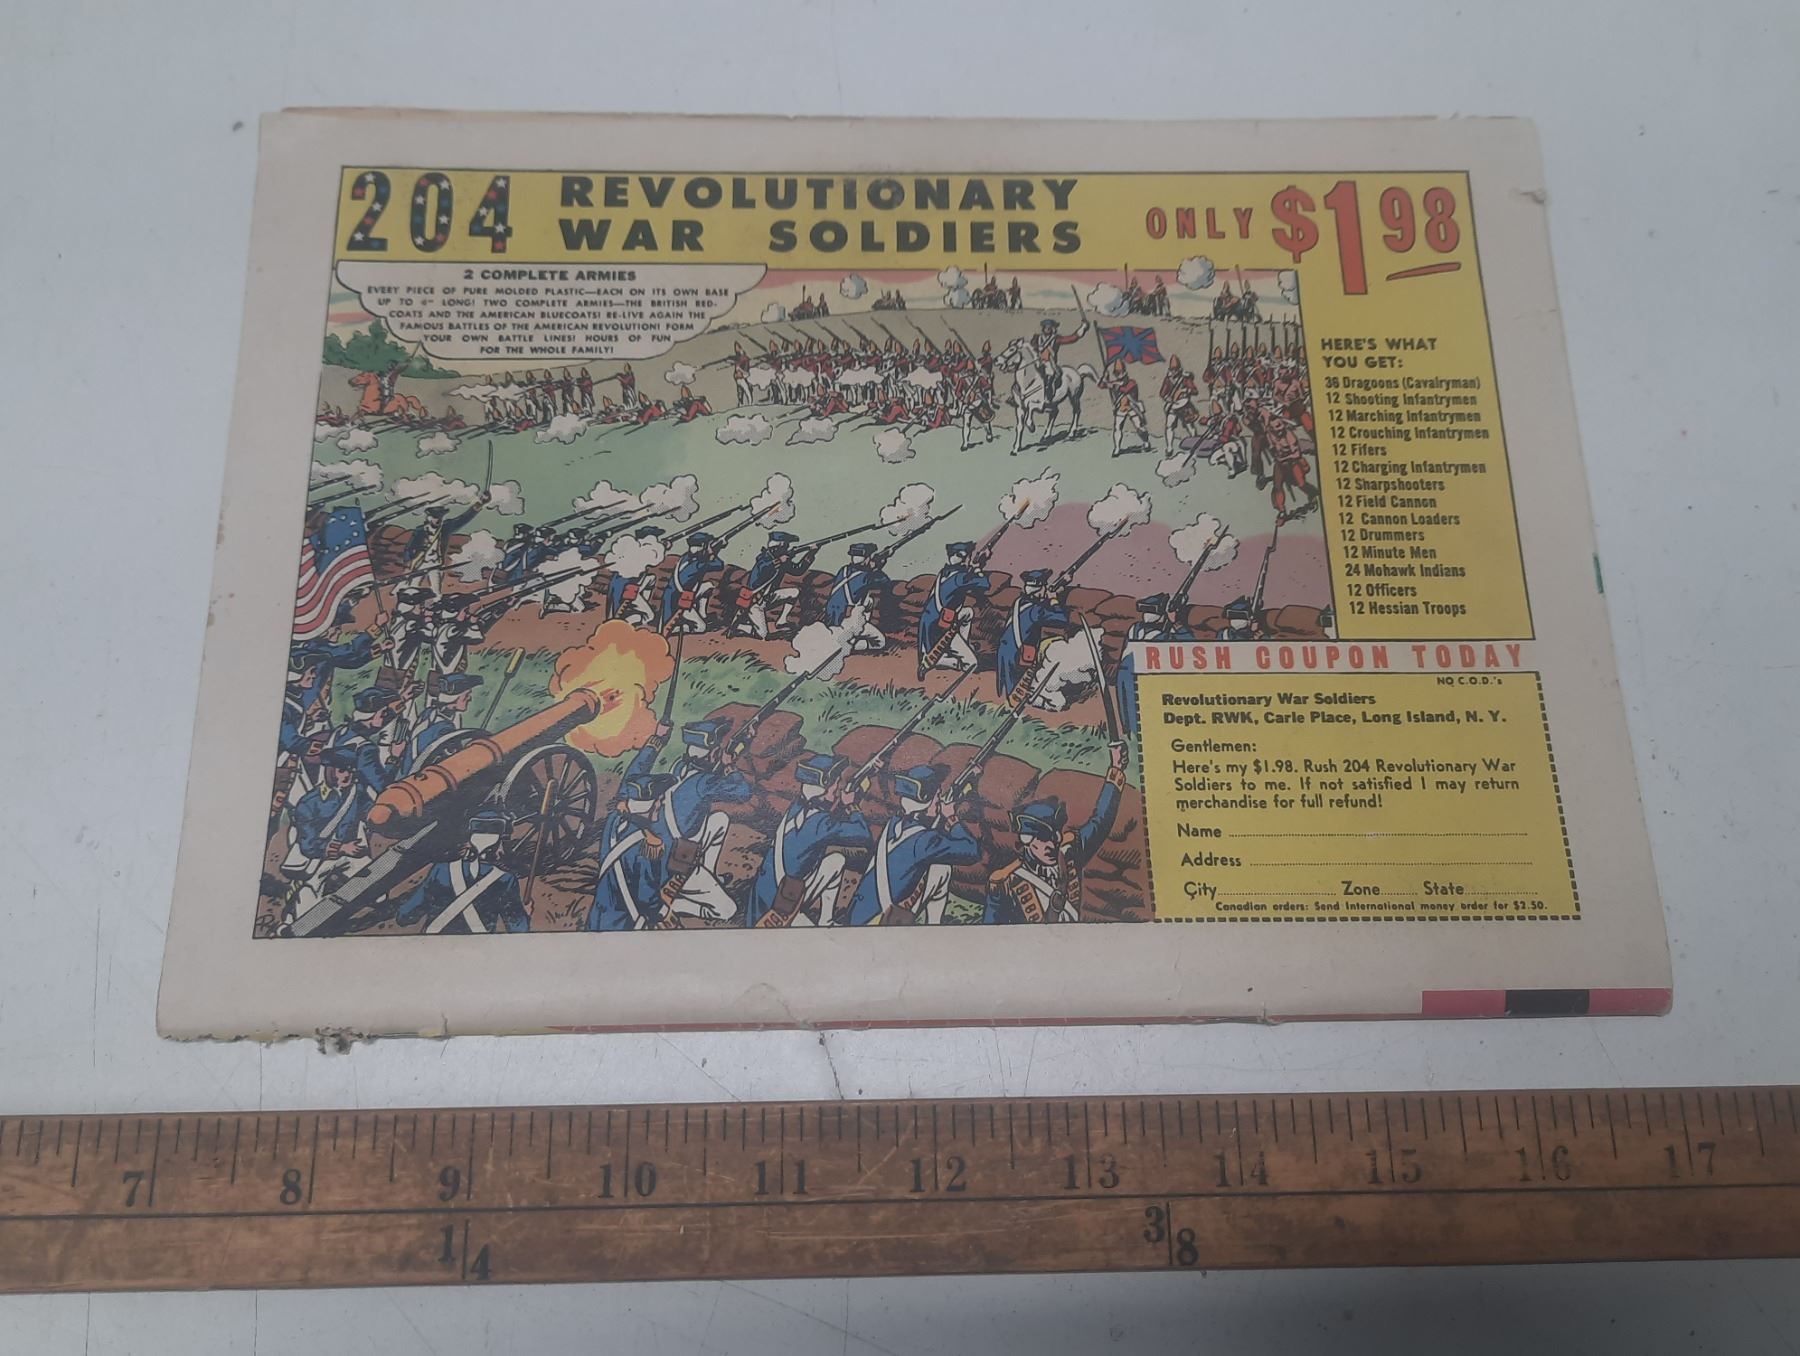 204 REVOLUTIONARY
WAR SOLDIERS
ONLY $1 98
2 COMPLETE ARMIES
EVERY PIECE OF PURE MOLDED PLASTIC—EACH ON ITS OWN BASE
UP TO 4" LONG! TWO COMPLETE ARMIES—THE BRITISH RED-
COATS AND THE AMERICAN BLUECOATS! RE-LIVE AGAIN THE
FAMOUS BATTLES OF THE AMERICAN REVOLUTION! FORM
YOUR OWN BATTLE LINES! HOURS OF FUN
FOR THE WHOLE FAMILY!
HERE'S WHAT
YOU GET:
36 Dragoons (Cavalryman)
12 Shooting Infantrymen
12 Marching Infantrymen
12 Crouching Infantrymen
12 Fifers
12 Charging Infantrymen
12 Sharpshooters
12 Field Cannon
12 Cannon Loaders
12 Drummers
12 Minute Men
24 Mohawk Indians
12 Officers
12 Hessian Troops
RUSH COUPON TODAY
NO C.O.D.'s
Revolutionary War Soldiers
Dept. RWK, Carle Place, Long Island, N. Y.
Gentlemen:
Here's my $1.98. Rush 204 Revolutionary War
Soldiers to me. If not satisfied I may return
merchandise for full refund!
Name
Address
City Zone State
Canadian orders: Send International money order for $2.50.
7 8 9 10 11 12 13 14 15 16 17
1/4 3/8